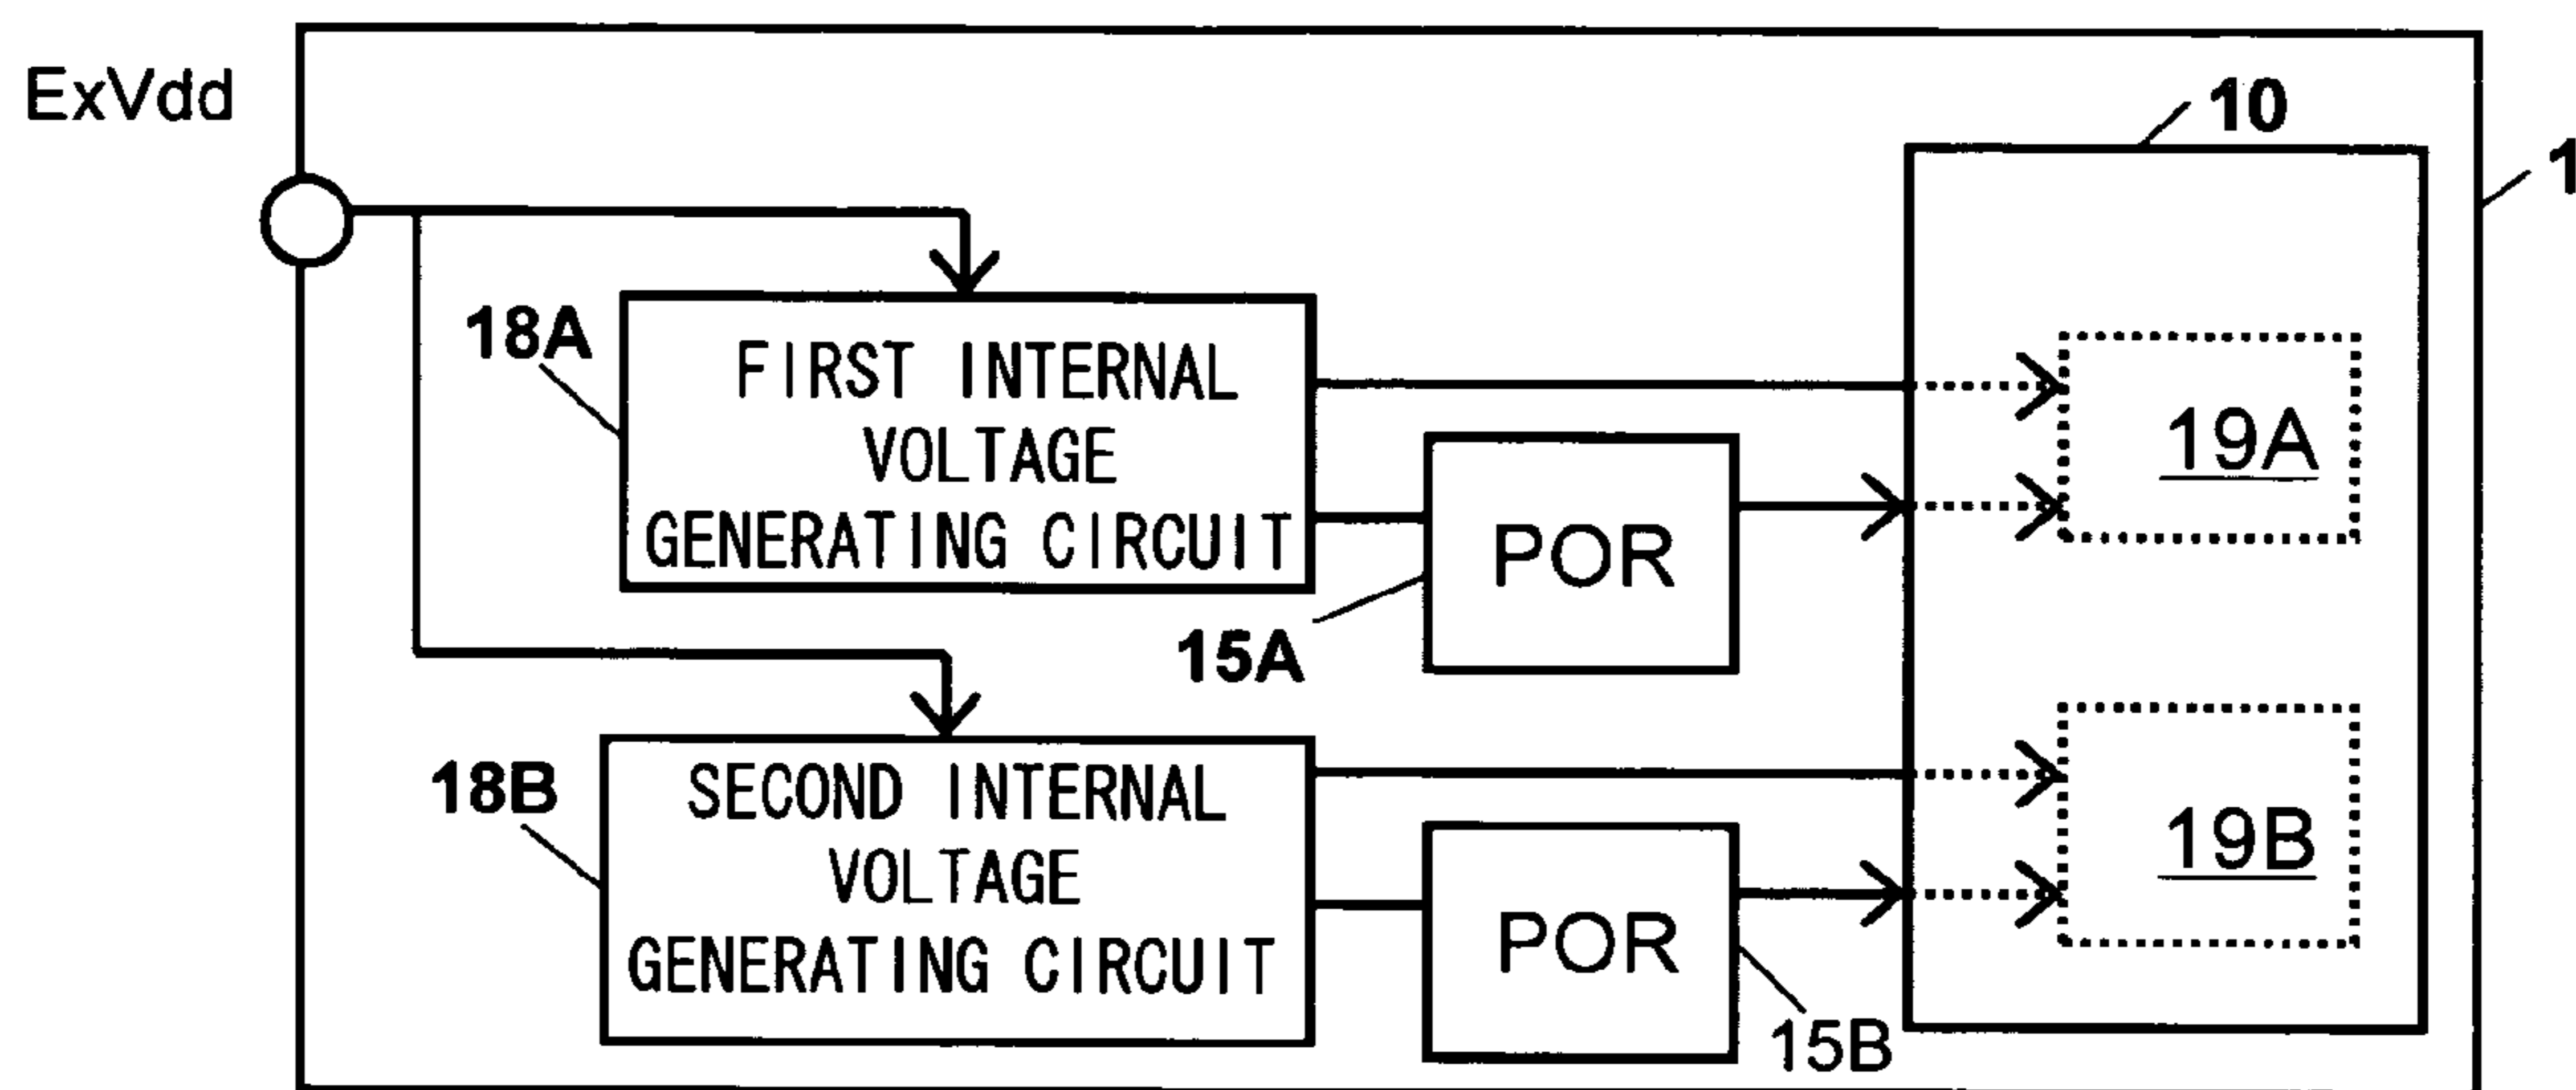 ExVdd
10
1
18A
FIRST INTERNAL
VOLTAGE
GENERATING CIRCUIT
19A
POR
15A
18B
SECOND INTERNAL
VOLTAGE
GENERATING CIRCUIT
19B
POR
15B